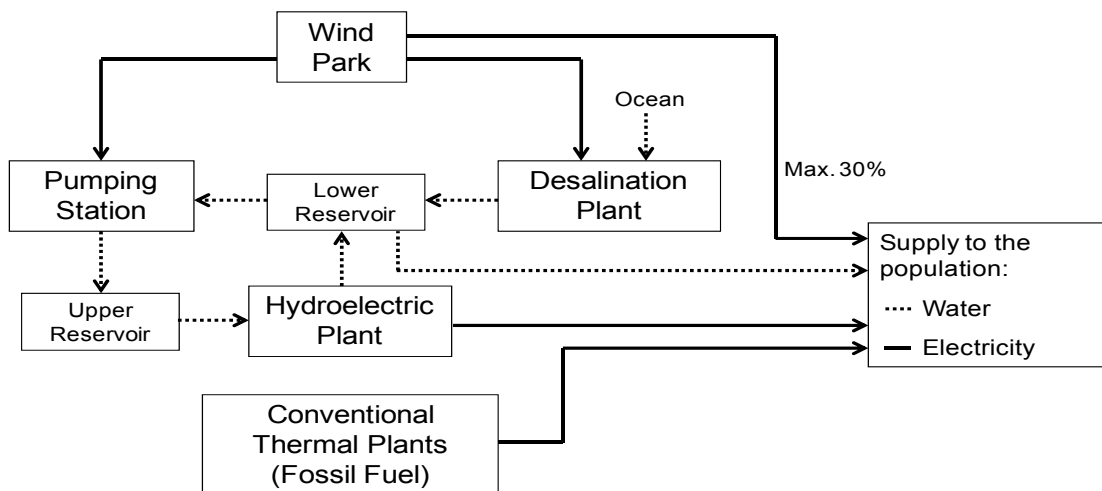 Wind
Park
Ocean
Max. 30%
Pumping
Station
Lower
Reservoir
Desalination
Plant
Supply to the
population:
Water
Electricity
Upper
Reservoir
Hydroelectric
Plant
Conventional
Thermal Plants
(Fossil Fuel)